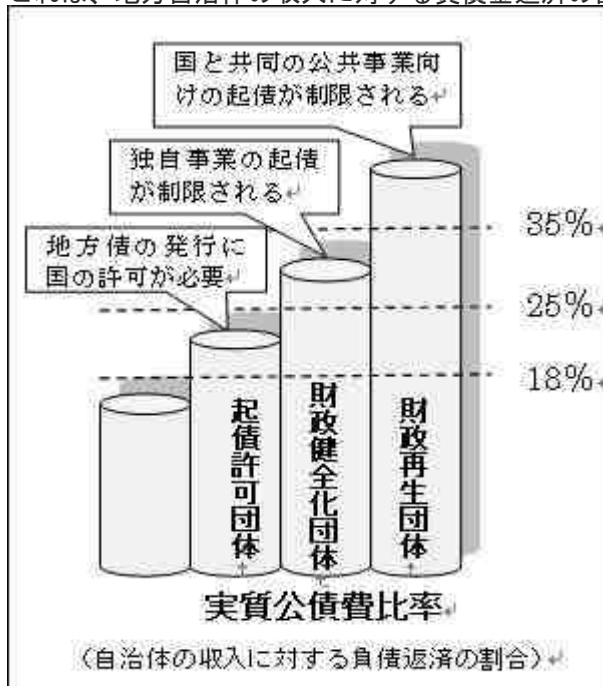 国と共同の公共事業向
けの起債が制限される
独自事業の起債
が制限される
地方債の発行に
国の許可が必要
35%
25%
18%
起債許可団体
財政健全化団体
財政再生団体
実質公債費比率
(自治体の収入に対する負債返済の割合)